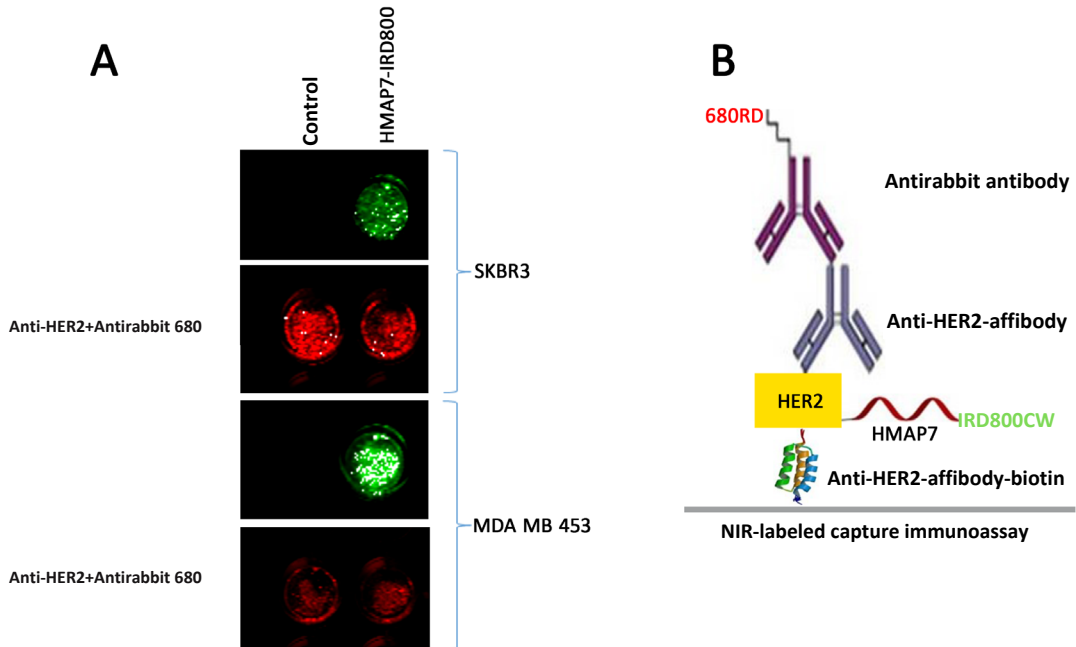 A
Control
HMAP7-IRD800
SKBR3
Anti-HER2+Antirabbit 680
MDA MB 453
Anti-HER2+Antirabbit 680
B
680RD
Antirabbit antibody
Anti-HER2-affibody
HER2
HMAP7
IRD800CW
Anti-HER2-affibody-biotin
NIR-labeled capture immunoassay